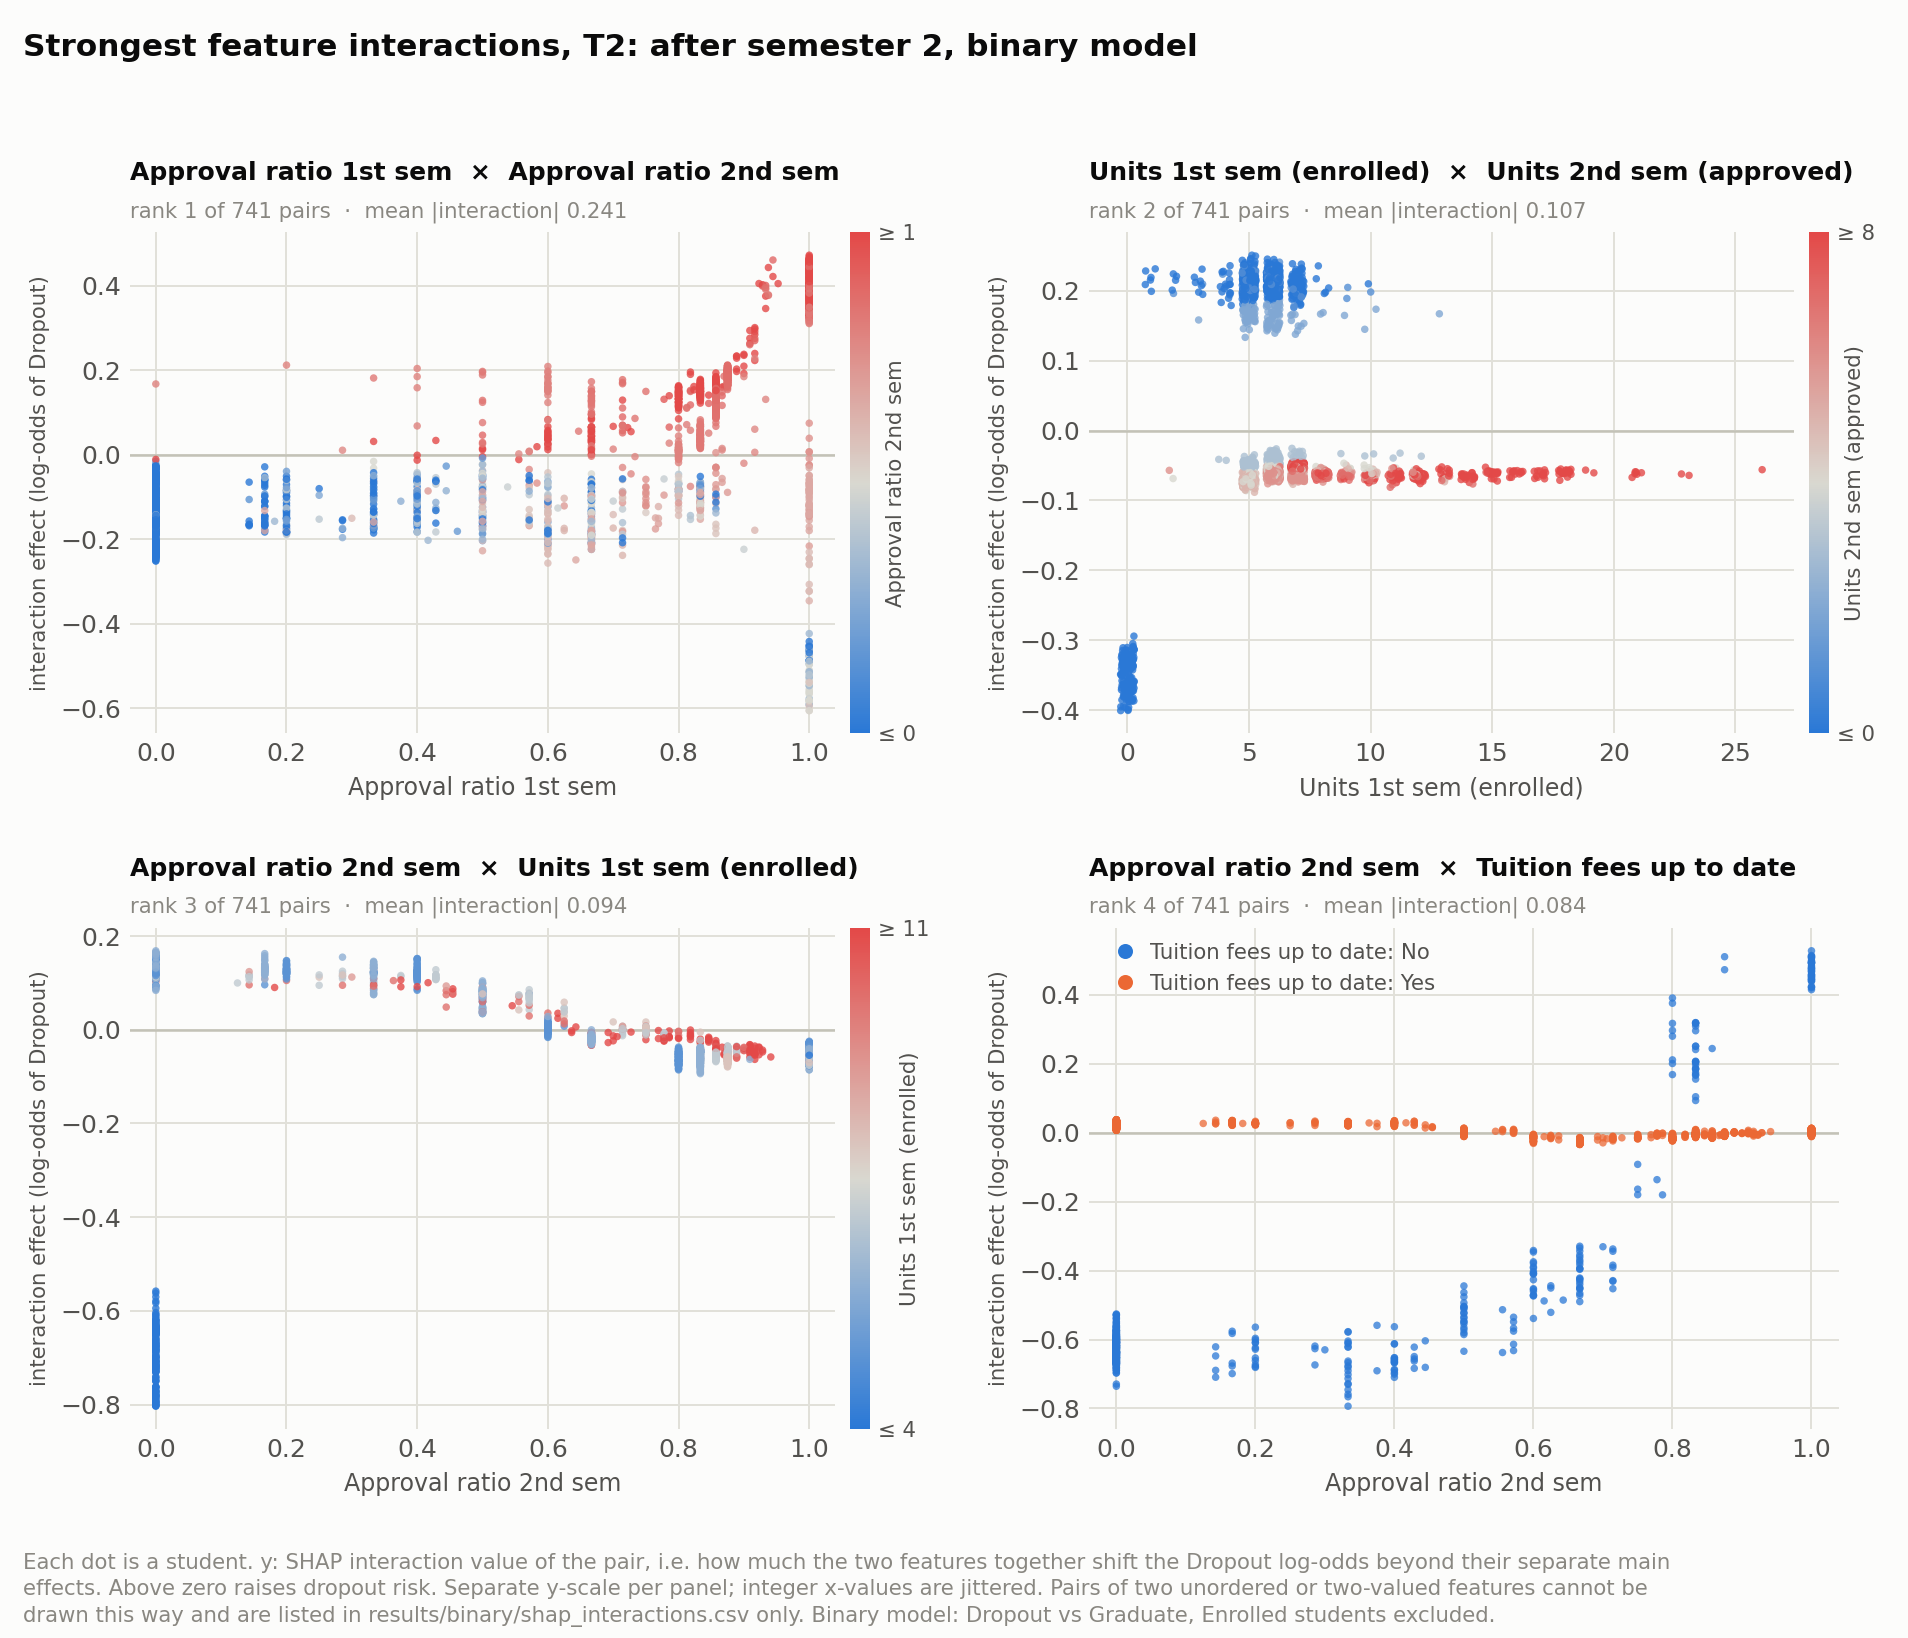 Strongest feature interactions, T2: after semester 2, binary model
Approval ratio 1st sem × Approval ratio 2nd sem
rank 1 of 741 pairs · mean |interaction| 0.241
interaction effect (log-odds of Dropout)
0.4
0.2
0.0
−0.2
−0.4
−0.6
0.0 0.2 0.4 0.6 0.8 1.0
Approval ratio 1st sem
≥ 1
Approval ratio 2nd sem
≤ 0
Units 1st sem (enrolled) × Units 2nd sem (approved)
rank 2 of 741 pairs · mean |interaction| 0.107
interaction effect (log-odds of Dropout)
0.2
0.1
0.0
−0.1
−0.2
−0.3
−0.4
0 5 10 15 20 25
Units 1st sem (enrolled)
≥ 8
Units 2nd sem (approved)
≤ 0
Approval ratio 2nd sem × Units 1st sem (enrolled)
rank 3 of 741 pairs · mean |interaction| 0.094
interaction effect (log-odds of Dropout)
0.2
0.0
−0.2
−0.4
−0.6
−0.8
0.0 0.2 0.4 0.6 0.8 1.0
Approval ratio 2nd sem
≥ 11
Units 1st sem (enrolled)
≤ 4
Approval ratio 2nd sem × Tuition fees up to date
rank 4 of 741 pairs · mean |interaction| 0.084
Tuition fees up to date: No
Tuition fees up to date: Yes
interaction effect (log-odds of Dropout)
0.4
0.2
0.0
−0.2
−0.4
−0.6
−0.8
0.0 0.2 0.4 0.6 0.8 1.0
Approval ratio 2nd sem
Each dot is a student. y: SHAP interaction value of the pair, i.e. how much the two features together shift the Dropout log-odds beyond their separate main
effects. Above zero raises dropout risk. Separate y-scale per panel; integer x-values are jittered. Pairs of two unordered or two-valued features cannot be
drawn this way and are listed in results/binary/shap_interactions.csv only. Binary model: Dropout vs Graduate, Enrolled students excluded.